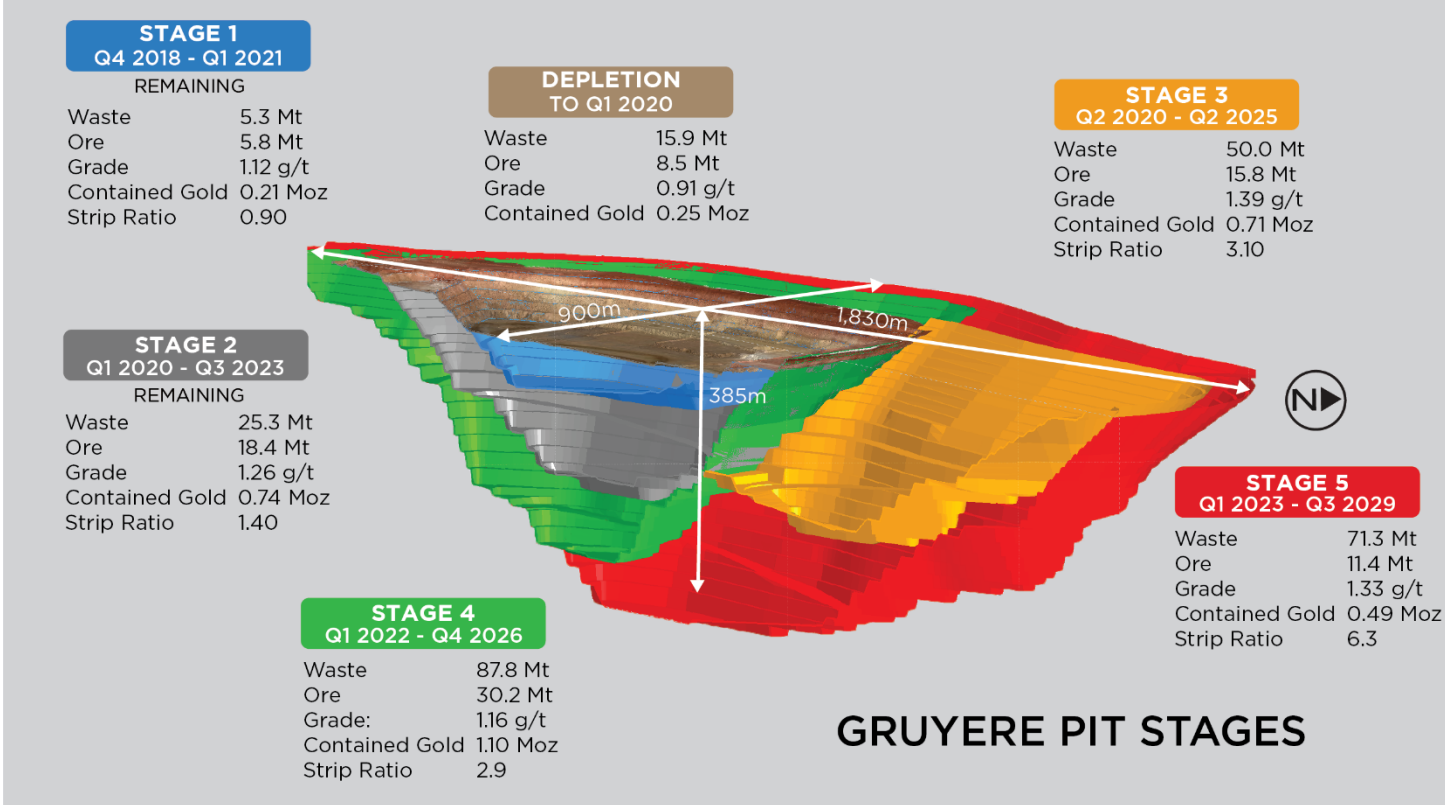 STAGE 1
Q4 2018 - Q1 2021
REMAINING
Waste 5.3 Mt
Ore 5.8 Mt
Grade 1.12 g/t
Contained Gold 0.21 Moz
Strip Ratio 0.90
DEPLETION
TO Q1 2020
Waste 15.9 Mt
Ore 8.5 Mt
Grade 0.91 g/t
Contained Gold 0.25 Moz
STAGE 3
Q2 2020 - Q2 2025
Waste 50.0 Mt
Ore 15.8 Mt
Grade 1.39 g/t
Contained Gold 0.71 Moz
Strip Ratio 3.10
900m
1,830m
385m
N
STAGE 2
Q1 2020 - Q3 2023
REMAINING
Waste 25.3 Mt
Ore 18.4 Mt
Grade 1.26 g/t
Contained Gold 0.74 Moz
Strip Ratio 1.40
STAGE 5
Q1 2023 - Q3 2029
Waste 71.3 Mt
Ore 11.4 Mt
Grade 1.33 g/t
Contained Gold 0.49 Moz
Strip Ratio 6.3
STAGE 4
Q1 2022 - Q4 2026
Waste 87.8 Mt
Ore 30.2 Mt
Grade: 1.16 g/t
Contained Gold 1.10 Moz
Strip Ratio 2.9
GRUYERE PIT STAGES